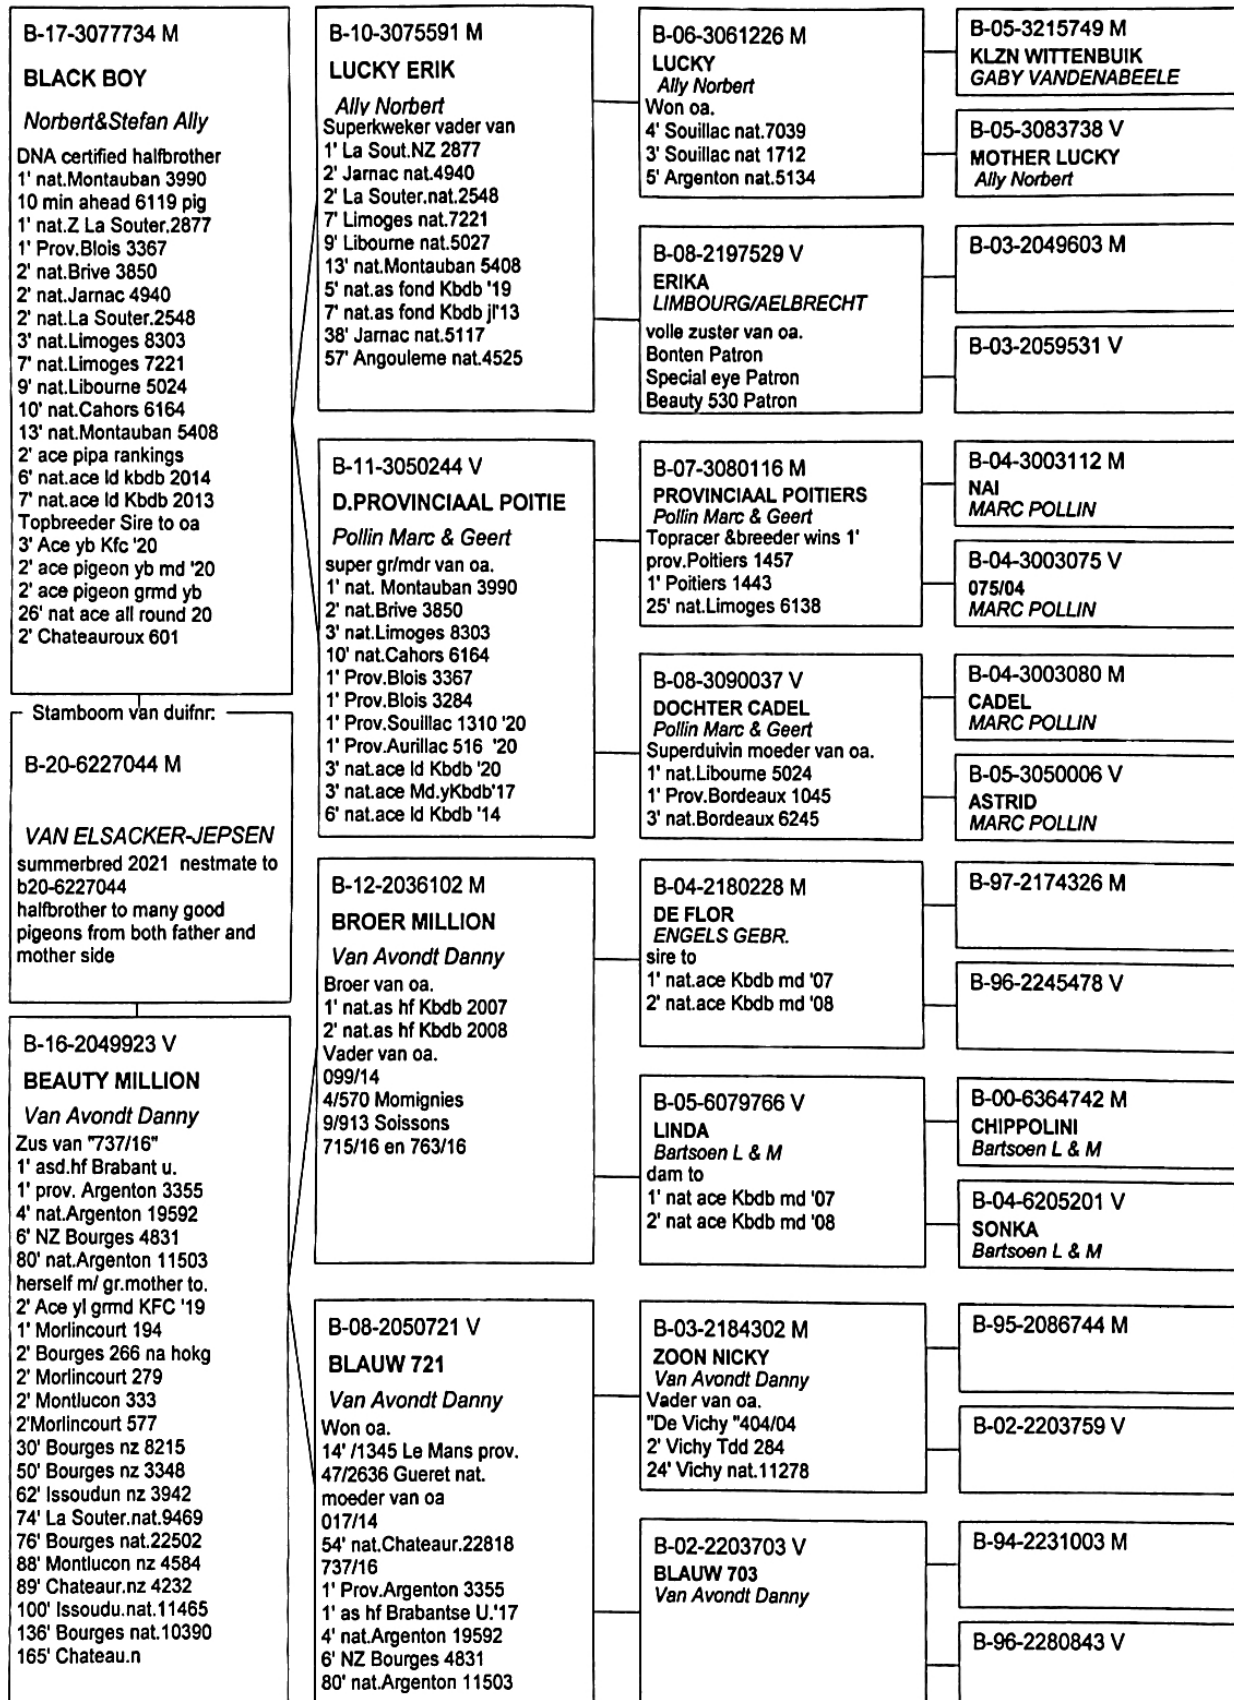 B-17-3077734 M
BLACK BOY
Norbert&Stefan Ally
DNA certified halfbrother
1' nat.Montauban 3990
10 min ahead 6119 pig
1' nat.Z La Souter.2877
1' Prov.Blois 3367
2' nat.Brive 3850
2' nat.Jarnac 4940
2' nat.La Souter.2548
3' nat.Limoges 8303
7' nat.Limoges 7221
9' nat.Libourne 5024
10' nat.Cahors 6164
13' nat.Montauban 5408
2' ace pipa rankings
6' nat.ace ld kbdb 2014
7' nat.ace ld Kbdb 2013
Topbreeder Sire to oa
3' Ace yb Kfc '20
2' ace pigeon yb md '20
2' ace pigeon grmd yb
26' nat ace all round 20
2' Chateauroux 601
Stamboom van duifnr:
B-20-6227044 M
VAN ELSACKER-JEPSEN
summerbred 2021 nestmate to
b20-6227044
halfbrother to many good
pigeons from both father and
mother side
B-16-2049923 V
BEAUTY MILLION
Van Avondt Danny
Zus van "737/16"
1' asd.hf Brabant u.
1' prov. Argenton 3355
4' nat.Argenton 19592
6' NZ Bourges 4831
80' nat.Argenton 11503
herself m/ gr.mother to.
2' Ace yl grmd KFC '19
1' Morlincourt 194
2' Bourges 266 na hokg
2' Morlincourt 279
2' Montlucon 333
2'Morlincourt 577
30' Bourges nz 8215
50' Bourges nz 3348
62' Issoudun nz 3942
74' La Souter.nat.9469
76' Bourges nat.22502
88' Montlucon nz 4584
89' Chateaur.nz 4232
100' Issoudu.nat.11465
136' Bourges nat.10390
165' Chateau.n
B-10-3075591 M
LUCKY ERIK
Ally Norbert
Superkweker vader van
1' La Sout.NZ 2877
2' Jarnac nat.4940
2' La Souter.nat.2548
7' Limoges nat.7221
9' Libourne nat.5027
13' nat.Montauban 5408
5' nat.as fond Kbdb '19
7' nat.as fond Kbdb jl'13
38' Jarnac nat.5117
57' Angouleme nat.4525
B-11-3050244 V
D.PROVINCIAAL POITIE
Pollin Marc & Geert
super gr/mdr van oa.
1' nat. Montauban 3990
2' nat.Brive 3850
3' nat.Limoges 8303
10' nat.Cahors 6164
1' Prov.Blois 3367
1' Prov.Blois 3284
1' Prov.Souillac 1310 '20
1' Prov.Aurillac 516 '20
3' nat.ace ld Kbdb '20
3' nat.ace Md.yKbdb'17
6' nat.ace ld Kbdb '14
B-12-2036102 M
BROER MILLION
Van Avondt Danny
Broer van oa.
1' nat.as hf Kbdb 2007
2' nat.as hf Kbdb 2008
Vader van oa.
099/14
4/570 Momignies
9/913 Soissons
715/16 en 763/16
B-08-2050721 V
BLAUW 721
Van Avondt Danny
Won oa.
14' /1345 Le Mans prov.
47/2636 Gueret nat.
moeder van oa
017/14
54' nat.Chateaur.22818
737/16
1' Prov.Argenton 3355
1' as hf Brabantse U.'17
4' nat.Argenton 19592
6' NZ Bourges 4831
80' nat.Argenton 11503
B-06-3061226 M
LUCKY
Ally Norbert
Won oa.
4' Souillac nat.7039
3' Souillac nat 1712
5' Argenton nat.5134
B-08-2197529 V
ERIKA
LIMBOURG/AELBRECHT
volle zuster van oa.
Bonten Patron
Special eye Patron
Beauty 530 Patron
B-07-3080116 M
PROVINCIAAL POITIERS
Pollin Marc & Geert
Topracer &breeder wins 1'
prov.Poitiers 1457
1' Poitiers 1443
25' nat.Limoges 6138
B-08-3090037 V
DOCHTER CADEL
Pollin Marc & Geert
Superduivin moeder van oa.
1' nat.Libourne 5024
1' Prov.Bordeaux 1045
3' nat.Bordeaux 6245
B-04-2180228 M
DE FLOR
ENGELS GEBR.
sire to
1' nat.ace Kbdb md '07
2' nat.ace Kbdb md '08
B-05-6079766 V
LINDA
Bartsoen L & M
dam to
1' nat ace Kbdb md '07
2' nat ace Kbdb md '08
B-03-2184302 M
ZOON NICKY
Van Avondt Danny
Vader van oa.
"De Vichy "404/04
2' Vichy Tdd 284
24' Vichy nat.11278
B-02-2203703 V
BLAUW 703
Van Avondt Danny
B-05-3215749 M
KLZN WITTENBUIK
GABY VANDENABEELE
B-05-3083738 V
MOTHER LUCKY
Ally Norbert
B-03-2049603 M
B-03-2059531 V
B-04-3003112 M
NAI
MARC POLLIN
B-04-3003075 V
075/04
MARC POLLIN
B-04-3003080 M
CADEL
MARC POLLIN
B-05-3050006 V
ASTRID
MARC POLLIN
B-97-2174326 M
B-96-2245478 V
B-00-6364742 M
CHIPPOLINI
Bartsoen L & M
B-04-6205201 V
SONKA
Bartsoen L & M
B-95-2086744 M
B-02-2203759 V
B-94-2231003 M
B-96-2280843 V